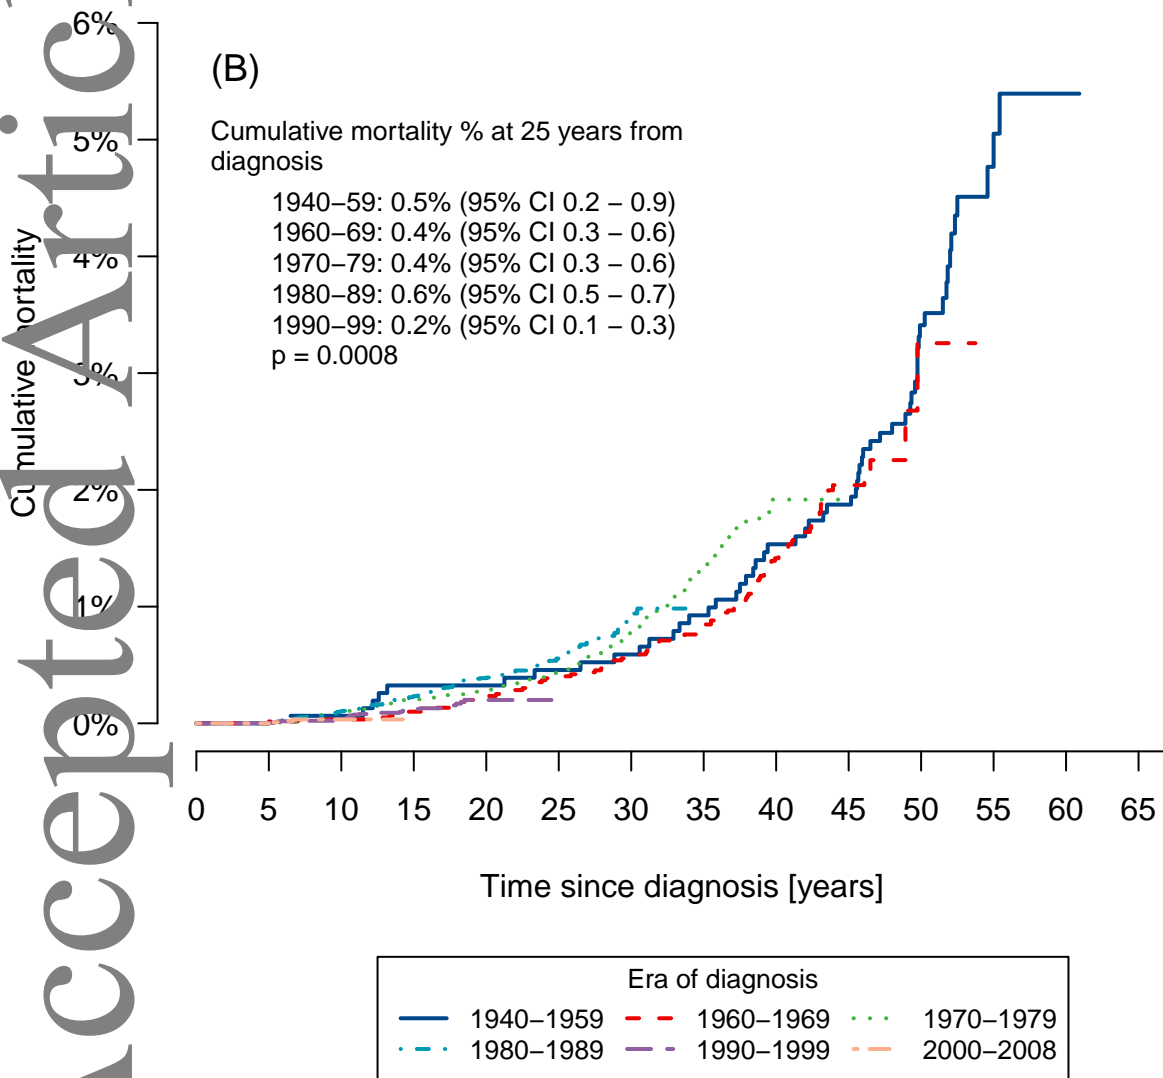 6%
(B)
Cumulative mortality % at 25 years from
diagnosis
5%
1940−59: 0.5% (95% CI 0.2 − 0.9)
1960−69: 0.4% (95% CI 0.3 − 0.6)
1970−79: 0.4% (95% CI 0.3 − 0.6)
1980−89: 0.6% (95% CI 0.5 − 0.7)
1990−99: 0.2% (95% CI 0.1 − 0.3)
p = 0.0008
4%
3%
2%
1%
0%
Cumulative mortality
Accepted Artic
0 5 10 15 20 25 30 35 40 45 50 55 60 65
Time since diagnosis [years]
Era of diagnosis
1940−1959 1960−1969 1970−1979
1980−1989 1990−1999 2000−2008